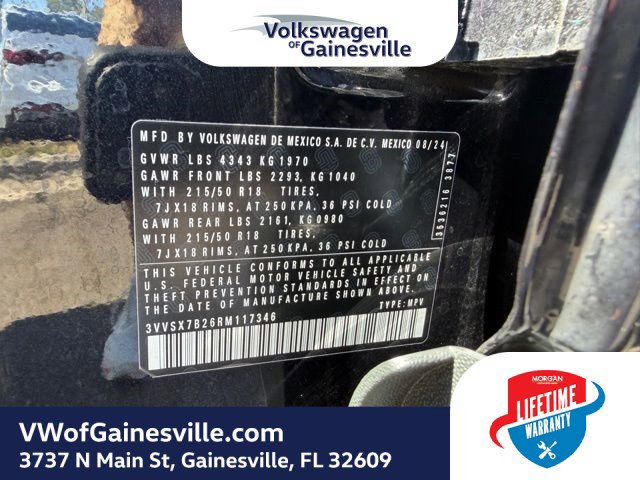 Volkswagen
OF Gainesville
MFD BY VOLKSWAGEN DE MEXICO S.A. DE C.V. MEXICO 08/24
GVWR LBS 4343 KG 1970
GAWR FRONT LBS 2293, KG 1040
WITH 215/50 R18 TIRES,
7JX18 RIMS, AT 250 KPA, 36 PSI COLD
GAWR REAR LBS 2161, KG 0980
WITH 215/50 R18 TIRES,
7JX18 RIMS, AT 250 KPA, 36 PSI COLD
THIS VEHICLE CONFORMS TO ALL APPLICABLE
U.S. FEDERAL MOTOR VEHICLE SAFETY AND
THEFT PREVENTION STANDARDS IN EFFECT ON
THE DATE OF MANUFACTURE SHOWN ABOVE.
3VVSX7B26RM117346 TYPE: MPV
3536216 3877
MORGAN
LIFETIME
WARRANTY
VWofGainesville.com
3737 N Main St, Gainesville, FL 32609